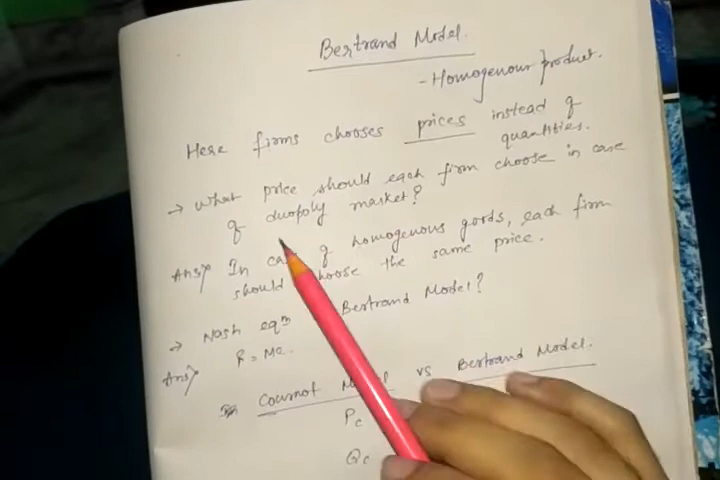 Bertrand Model.
- Homogenous product.
Here firms chooses prices instead of
quantities.
→ What price should each firm choose in case
of duopoly market?
Ans) In of homogenous goods, each firm
should choose the same price.
→ Nash eqm Bertrand Model?
Ans) P = MC.
Cournot vs Bertrand Model.
Pc
Qc